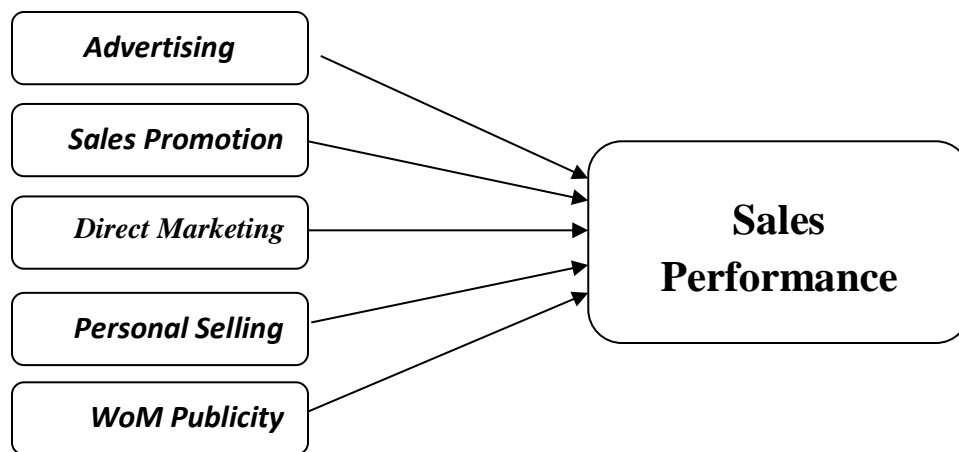 Advertising
Sales Promotion
Direct Marketing
Personal Selling
WoM Publicity
Sales
Performance